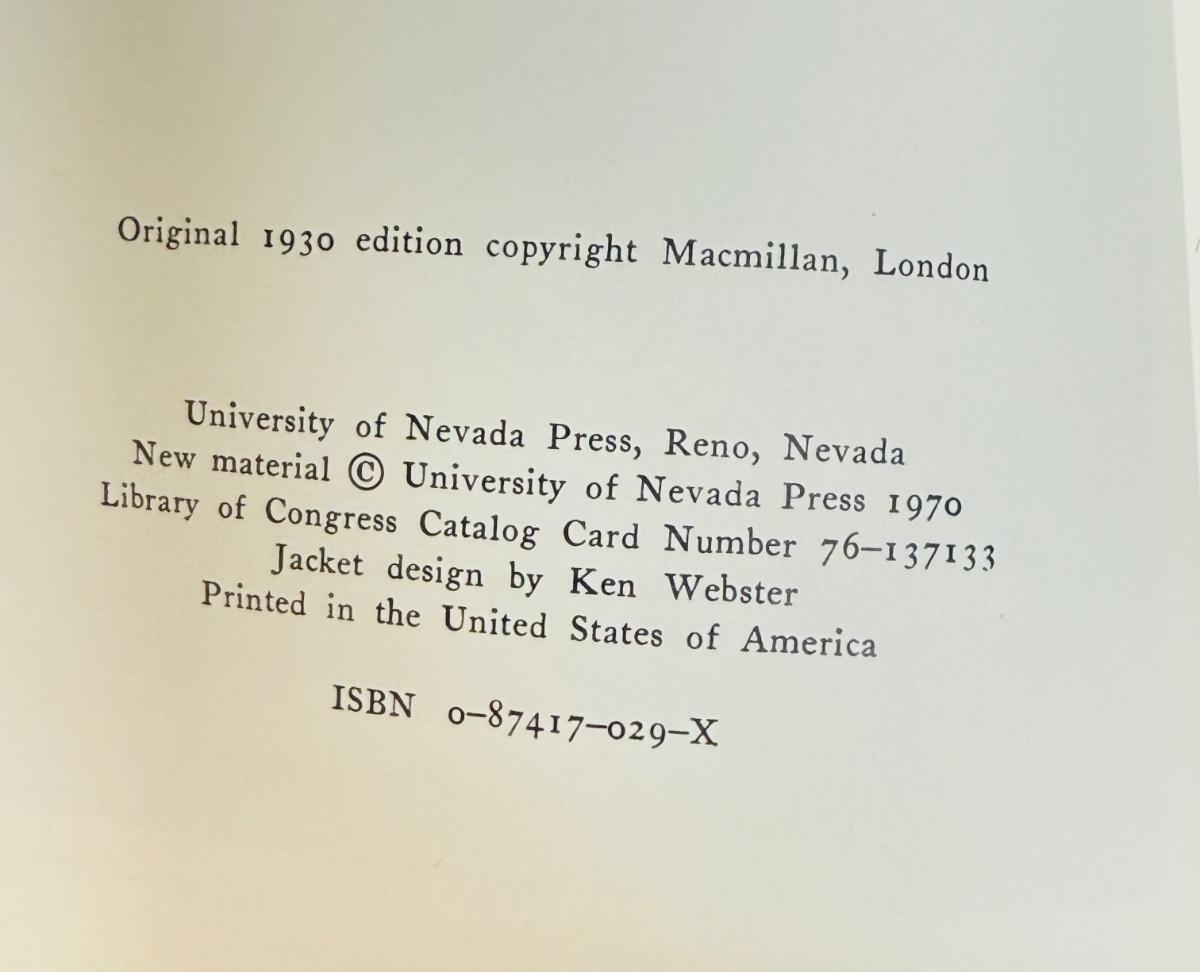 Original 1930 edition copyright Macmillan, London
University of Nevada Press, Reno, Nevada
New material © University of Nevada Press 1970
Library of Congress Catalog Card Number 76–137133
Jacket design by Ken Webster
Printed in the United States of America
ISBN 0–87417–029–X